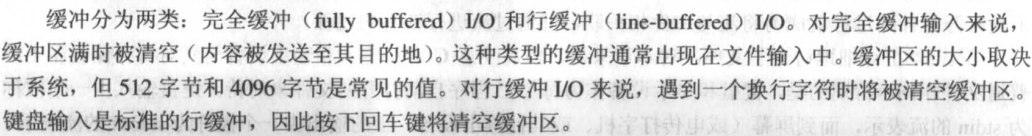 缓冲分为两类：完全缓冲（fully buffered）I/O 和行缓冲（line-buffered）I/O。对完全缓冲输入来说，
缓冲区满时被清空（内容被发送至其目的地）。这种类型的缓冲通常出现在文件输入中。缓冲区的大小取决
于系统，但 512 字节和 4096 字节是常见的值。对行缓冲 I/O 来说，遇到一个换行字符时将被清空缓冲区。
键盘输入是标准的行缓冲，因此按下回车键将清空缓冲区。